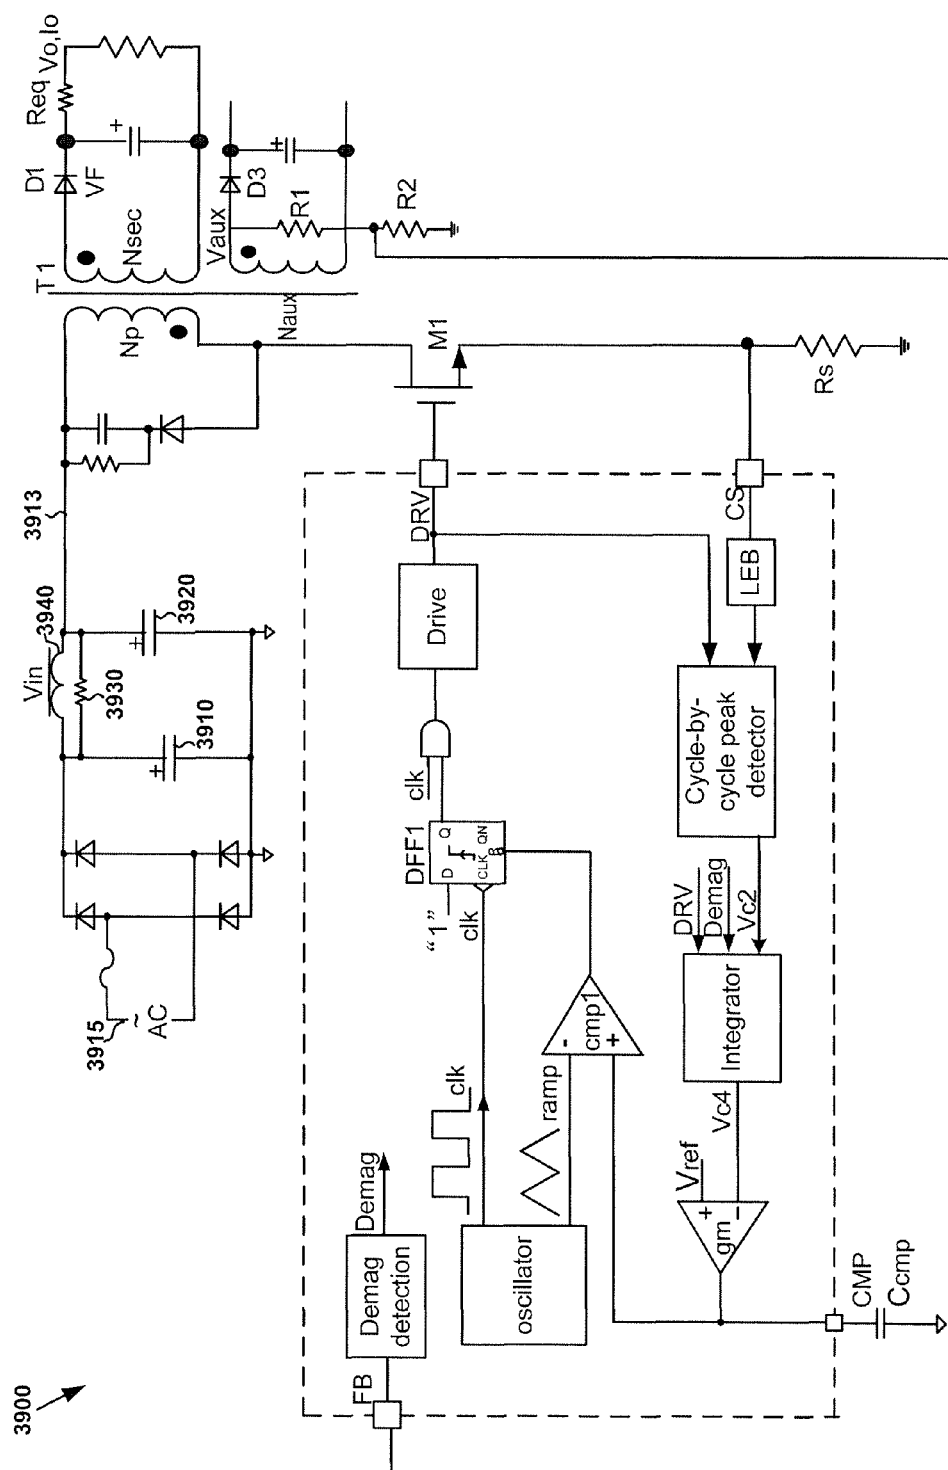 3900
3915
~
AC
Vin
3940
3913
3930
3910
3920
T1
Np
Nsec
D1
VF
Req
Vo,Io
+
+
+
+
Naux
Vaux
D3
R1
R2
M1
Rs
FB
Demag
detection
Demag
oscillator
clk
ramp
"1"
clk
DFF1
D
Q
CLK
QN
clk
Drive
DRV
cmp1
-
+
CS
LEB
Cycle-by-
cycle peak
detector
DRV
Demag
Vc2
Integrator
Vc4
Vref
gm
+
-
CMP
Ccmp